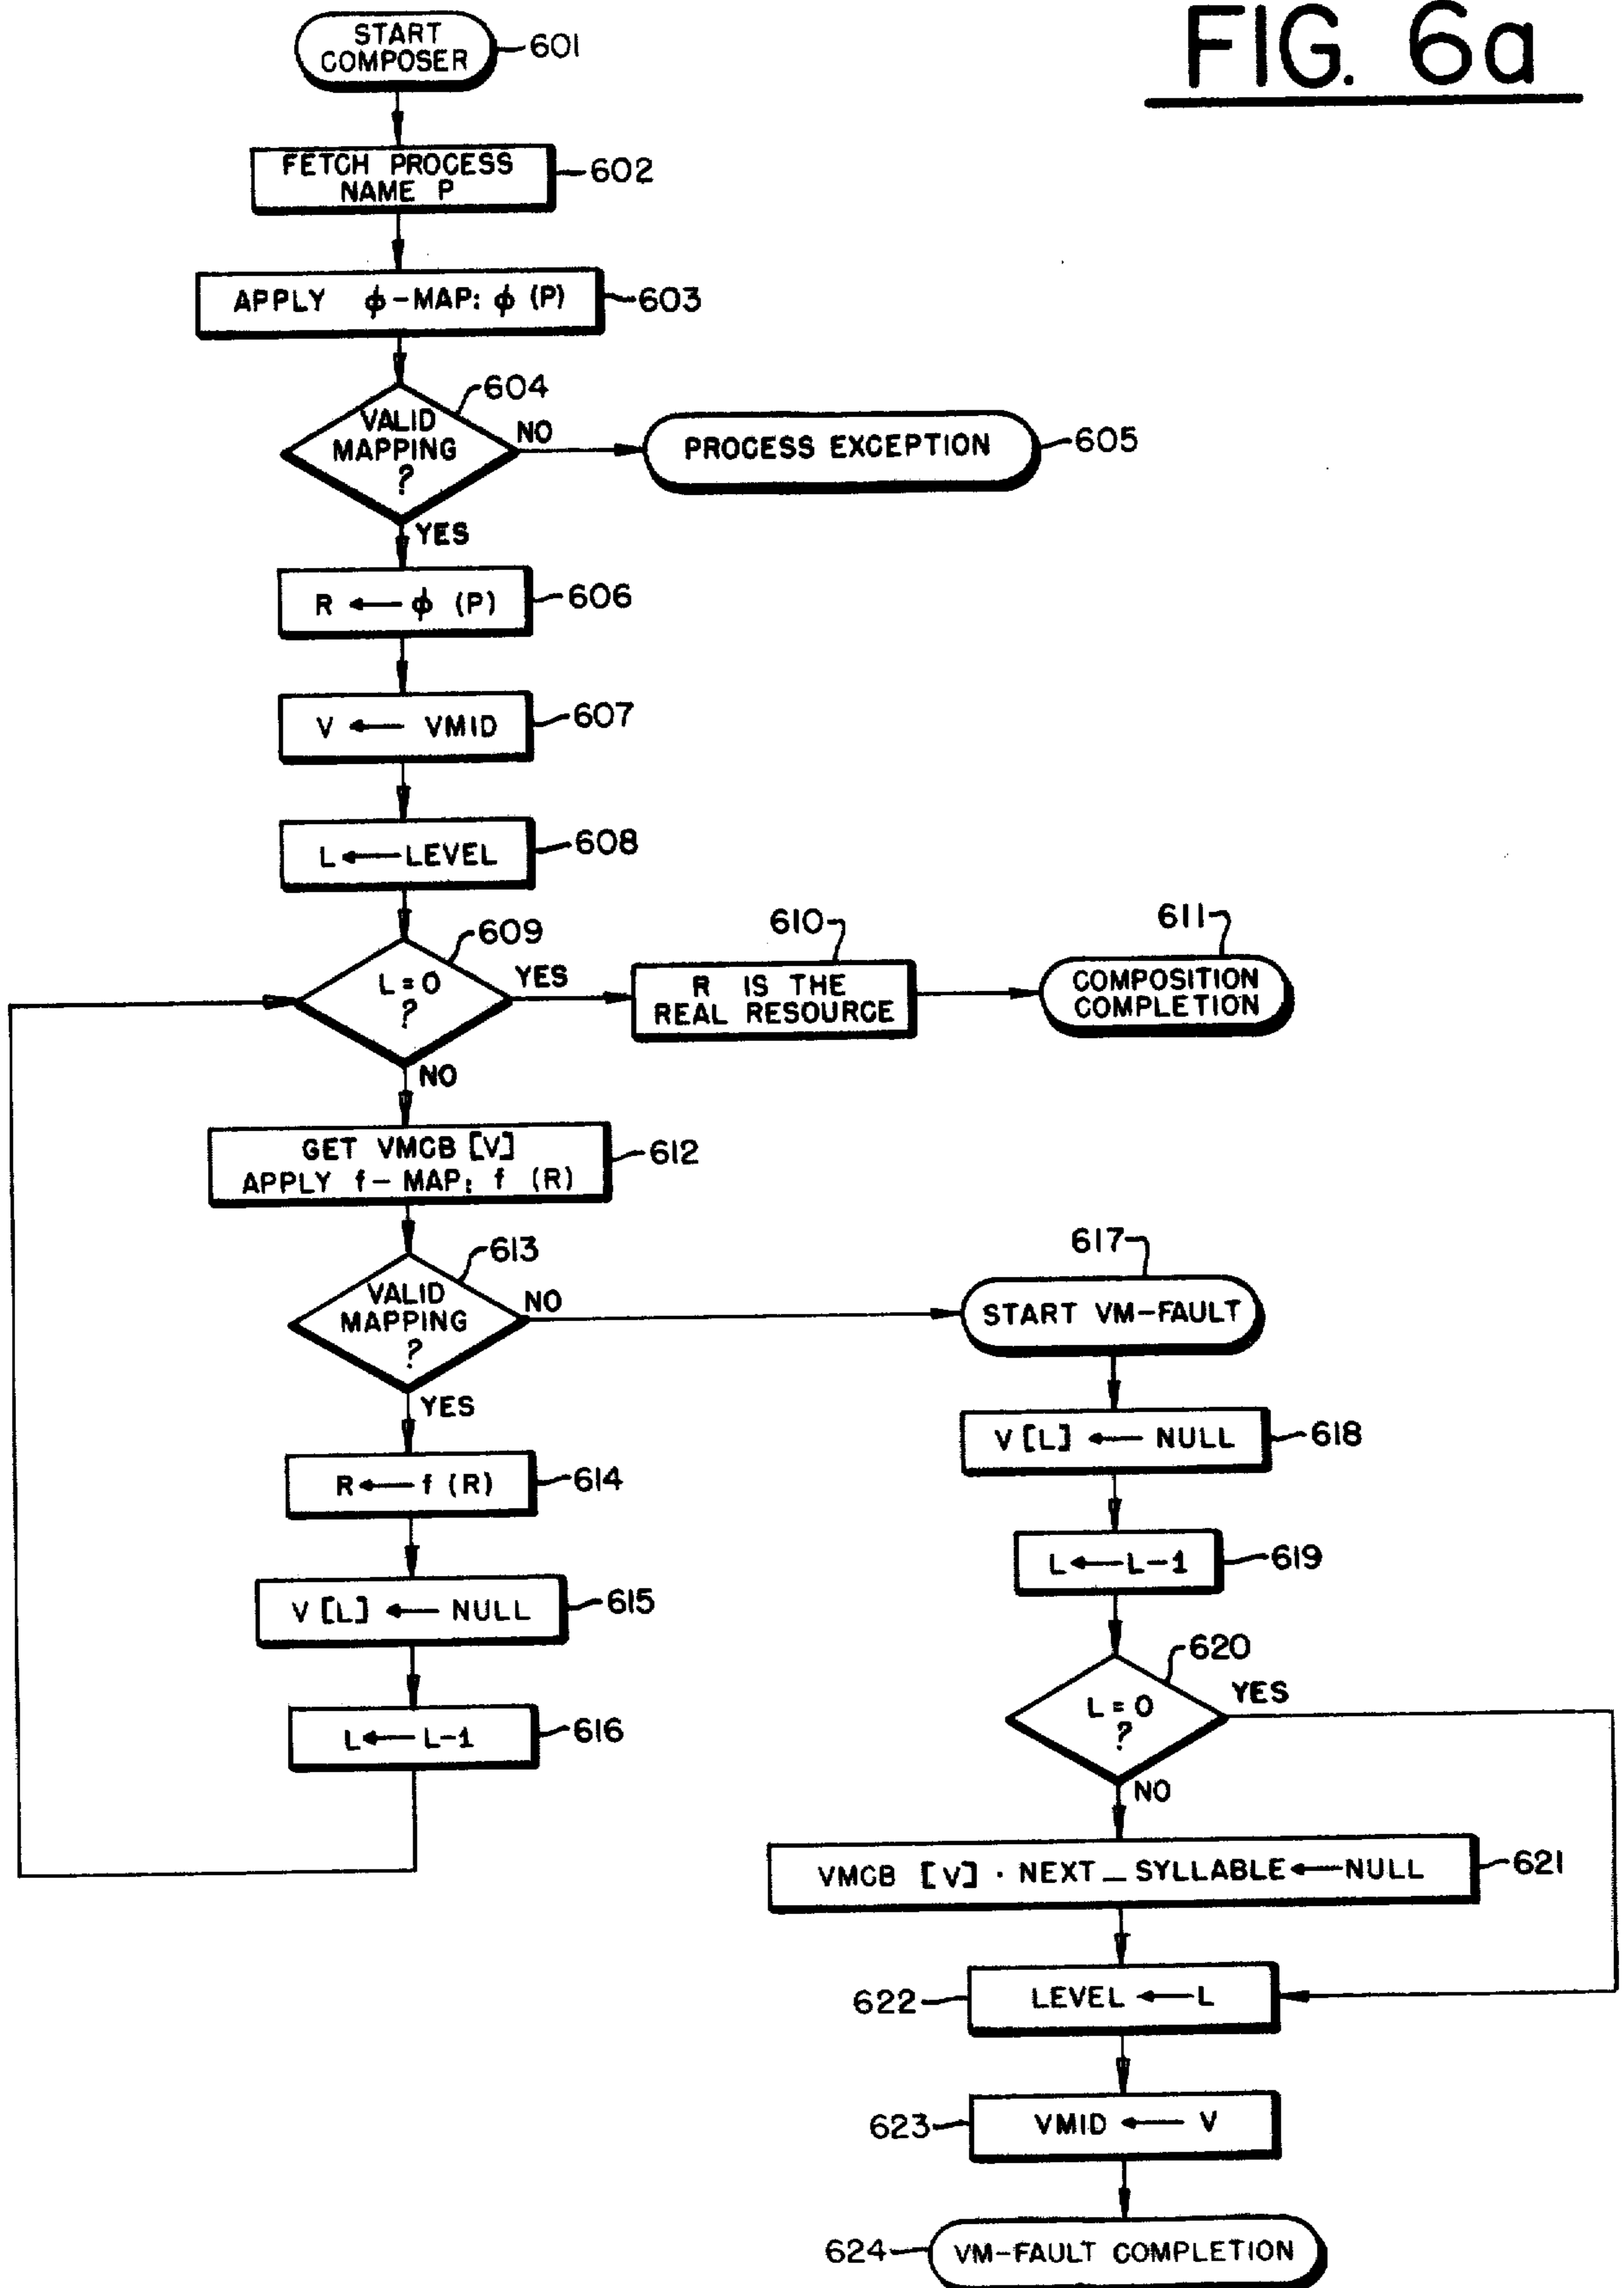 FIG. 6a
START
COMPOSER
601
FETCH PROCESS
NAME P
602
APPLY ϕ-MAP: ϕ (P)
603
604
VALID
MAPPING
?
NO
PROCESS EXCEPTION
605
YES
R ← ϕ (P)
606
V ← VMID
607
L ← LEVEL
608
609
L = 0
?
YES
610
R IS THE
REAL RESOURCE
611
COMPOSITION
COMPLETION
NO
GET VMCB [V]
APPLY f-MAP: f (R)
612
613
VALID
MAPPING
?
NO
617
START VM-FAULT
YES
R ← f (R)
614
V [L] ← NULL
615
L ← L-1
616
V [L] ← NULL
618
L ← L-1
619
620
L = 0
?
YES
NO
VMCB [V] · NEXT_SYLLABLE ← NULL
621
622
LEVEL ← L
623
VMID ← V
624
VM-FAULT COMPLETION